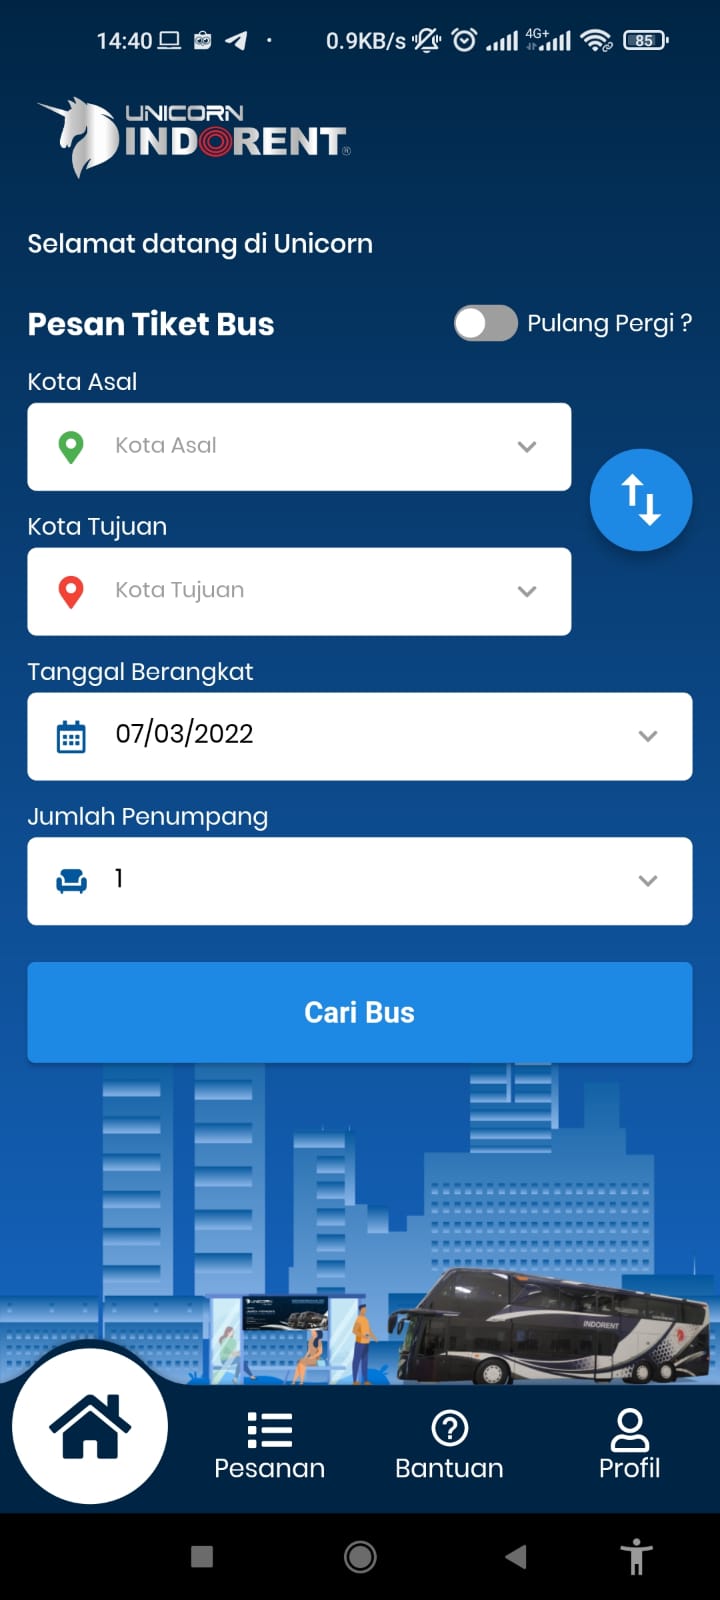 14:40
0.9KB/s
4G+
85
UNICORN
INDORENT
Selamat datang di Unicorn
Pesan Tiket Bus
Pulang Pergi ?
Kota Asal
Kota Asal
Kota Tujuan
Kota Tujuan
Tanggal Berangkat
07/03/2022
Jumlah Penumpang
1
Cari Bus
UNICORN
INDORENT
Pesanan
Bantuan
Profil